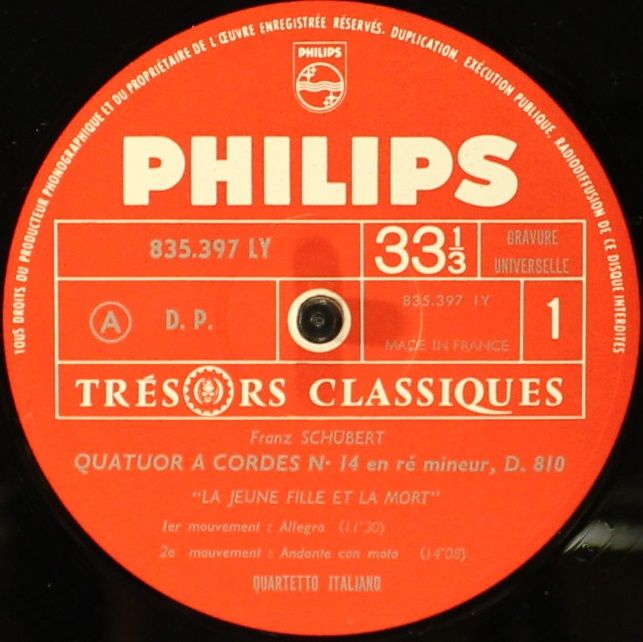 TOUS DROITS DU PRODUCTEUR PHONOGRAPHIQUE ET DU PROPRIÉTAIRE DE L'ŒUVRE ENREGISTRÉE RÉSERVÉS. DUPLICATION, EXÉCUTION PUBLIQUE, RADIODIFFUSION DE CE DISQUE INTERDITES
PHILIPS
PHILIPS
835.397 LY
33 1/3
GRAVURE
UNIVERSELLE
A
D. P.
835.397 LY
MADE IN FRANCE
1
TRÉSORS CLASSIQUES
Franz SCHÜBERT
QUATUOR A CORDES N· 14 en ré mineur, D. 810
"LA JEUNE FILLE ET LA MORT"
1er mouvement : Allegro (11'30)
2e mouvement : Andante con moto (14'08)
QUARTETTO ITALIANO